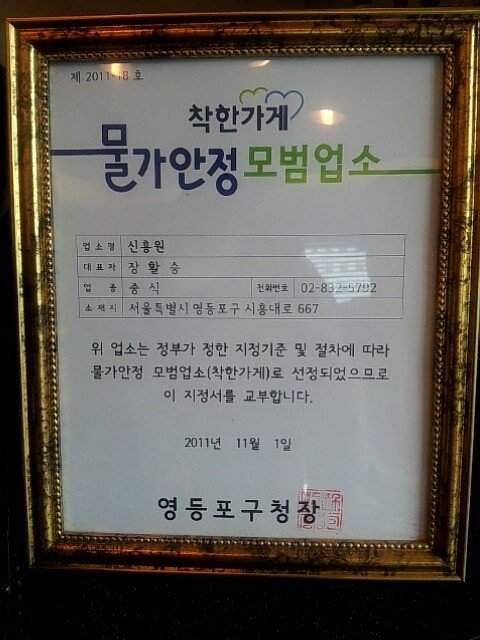 제 2011-18 호
착한가게
물가안정 모범업소
업소명 신흥원
대표자 장활승
업종 중식 전화번호 02-832-5792
소재지 서울특별시 영등포구 시흥대로 667
위 업소는 정부가 정한 지정기준 및 절차에 따라
물가안정 모범업소(착한가게)로 선정되었으므로
이 지정서를 교부합니다.
2011년 11월 1일
영등포구청장